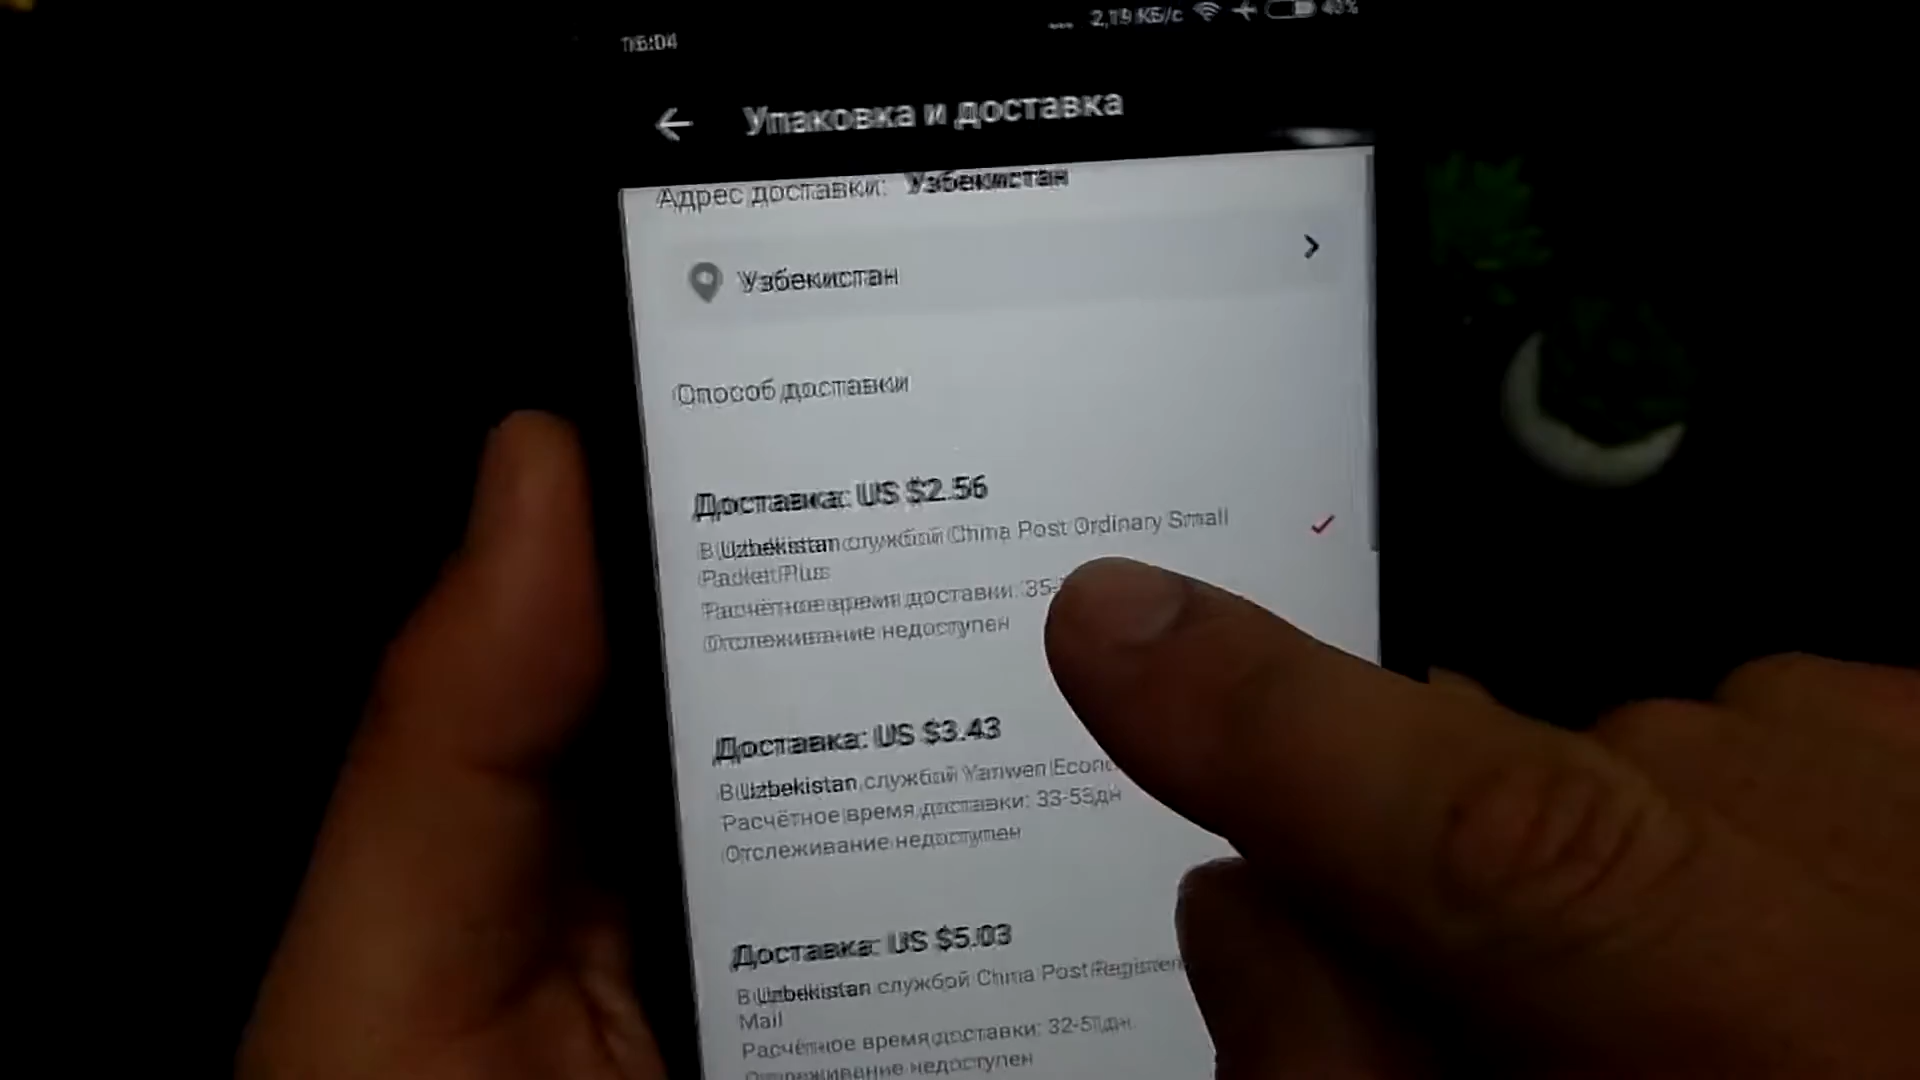 2,19 КБ/с 43%
16:04
Упаковка и доставка
Адрес доставки: Узбекистан
Узбекистан
Способ доставки
Доставка: US $2.56
В Uzbekistan службой China Post Ordinary Small
Packet Plus
Расчётное время доставки: 35-
Отслеживание недоступен
Доставка: US $3.43
В Uzbekistan службой Yanwen Econo
Расчётное время доставки: 33-53дн
Отслеживание недоступен
Доставка: US $5.03
В Uzbekistan службой China Post Registered
Mail
Расчётное время доставки: 32-51дн
Отслеживание недоступен